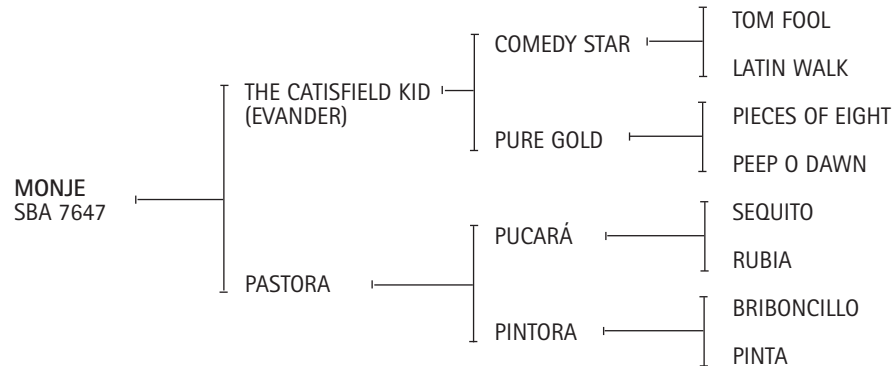 TOM FOOL
COMEDY STAR
LATIN WALK
THE CATISFIELD KID
(EVANDER)
PIECES OF EIGHT
PURE GOLD
PEEP O DAWN
MONJE
SBA 7647
SEQUITO
PUCARÁ
RUBIA
PASTORA
BRIBONCILLO
PINTORA
PINTA